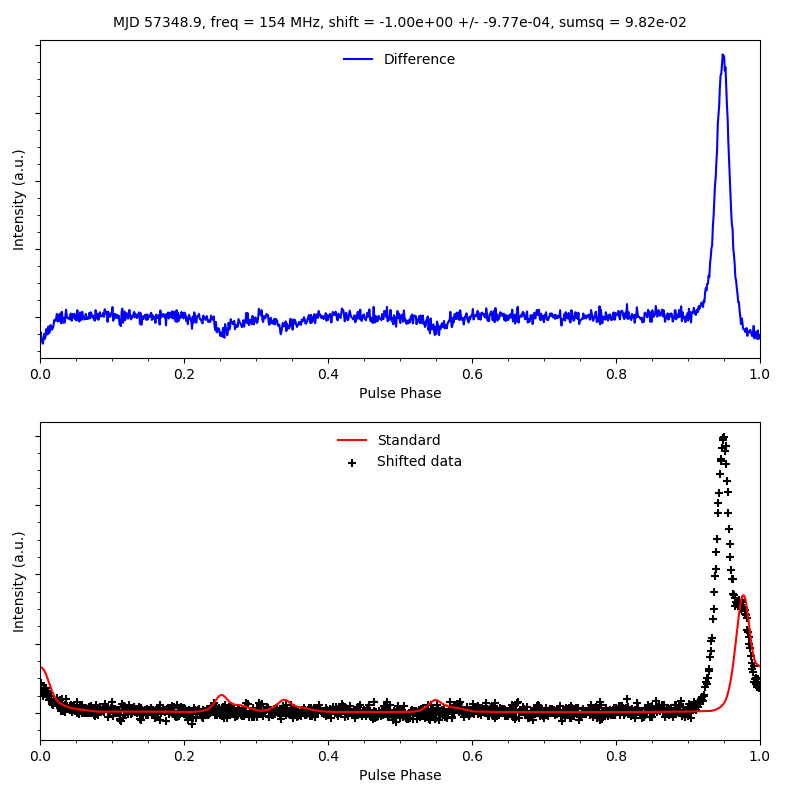 MJD 57348.9, freq = 154 MHz, shift = -1.00e+00 +/- -9.77e-04, sumsq = 9.82e-02
Difference
Intensity (a.u.)
0.0 0.2 0.4 0.6 0.8 1.0
Pulse Phase
Standard
Shifted data
Intensity (a.u.)
0.0 0.2 0.4 0.6 0.8 1.0
Pulse Phase